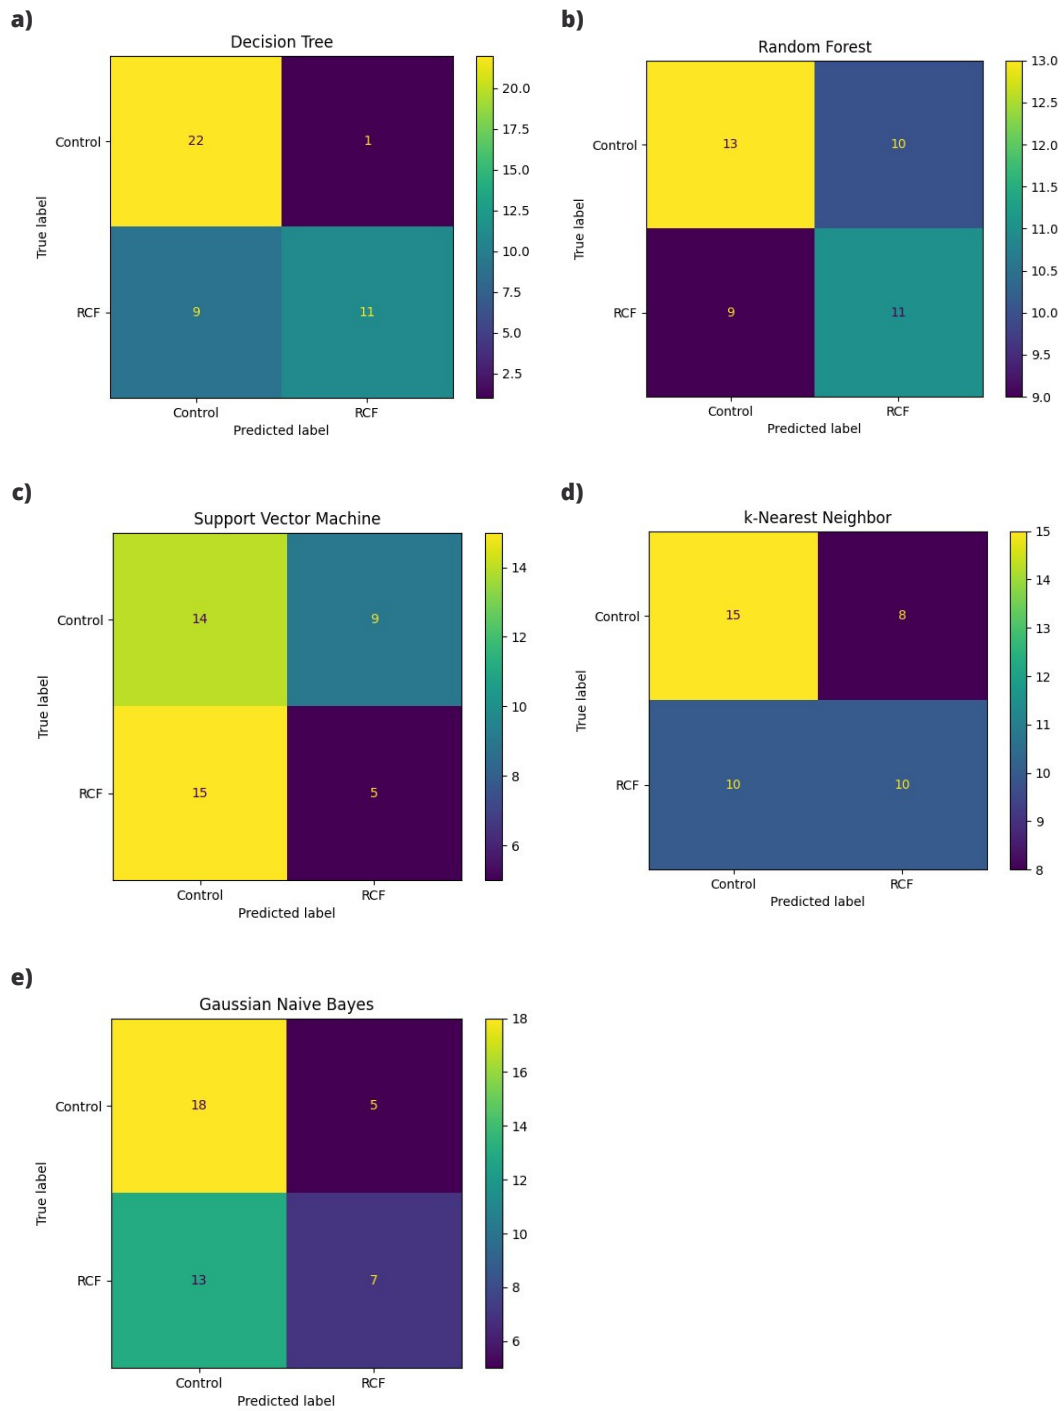 a)
Decision Tree
20.0
17.5
15.0
12.5
10.0
7.5
5.0
2.5
Control
22
1
RCF
9
11
True label
Control
RCF
Predicted label
b)
Random Forest
13.0
12.5
12.0
11.5
11.0
10.5
10.0
9.5
9.0
Control
13
10
RCF
9
11
True label
Control
RCF
Predicted label
c)
Support Vector Machine
14
12
10
8
6
Control
14
9
RCF
15
5
True label
Control
RCF
Predicted label
d)
k-Nearest Neighbor
15
14
13
12
11
10
9
8
Control
15
8
RCF
10
10
True label
Control
RCF
Predicted label
e)
Gaussian Naive Bayes
18
16
14
12
10
8
6
Control
18
5
RCF
13
7
True label
Control
RCF
Predicted label